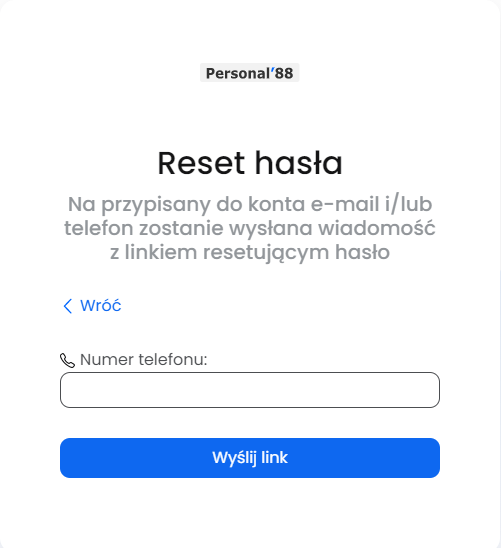 Personal’88
Reset hasła
Na przypisany do konta e-mail i/lub
telefon zostanie wysłana wiadomość
z linkiem resetującym hasło
Wróć
Numer telefonu:
Wyślij link